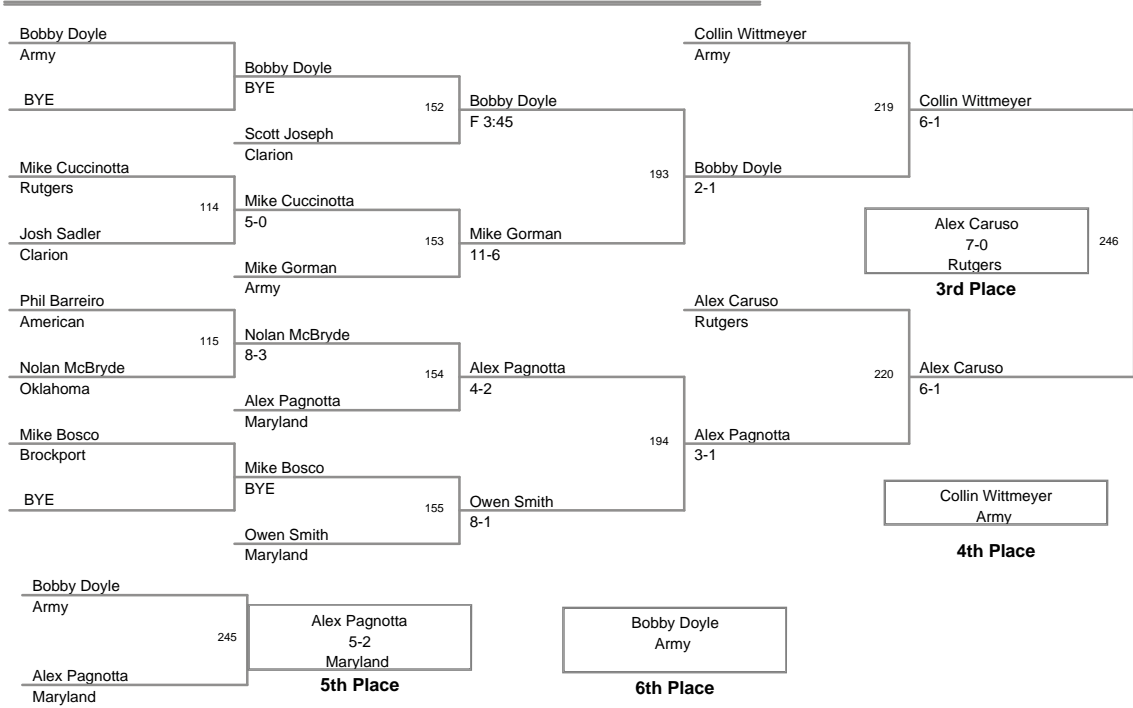 Bobby Doyle
Army
BYE
Mike Cuccinotta
Rutgers
114
Josh Sadler
Clarion
Phil Barreiro
American
115
Nolan McBryde
Oklahoma
Mike Bosco
Brockport
BYE
Bobby Doyle
BYE
152
Scott Joseph
Clarion
Mike Cuccinotta
5-0
153
Mike Gorman
Army
Nolan McBryde
8-3
154
Alex Pagnotta
Maryland
Mike Bosco
BYE
155
Owen Smith
Maryland
Bobby Doyle
F 3:45
193
Mike Gorman
11-6
Alex Pagnotta
4-2
194
Owen Smith
8-1
Collin Wittmeyer
Army
219
Bobby Doyle
2-1
Alex Caruso
Rutgers
220
Alex Pagnotta
3-1
Collin Wittmeyer
6-1
Alex Caruso
7-0
Rutgers
246
3rd Place
Alex Caruso
6-1
Collin Wittmeyer
Army
4th Place
Bobby Doyle
Army
245
Alex Pagnotta
Maryland
Alex Pagnotta
5-2
Maryland
5th Place
Bobby Doyle
Army
6th Place